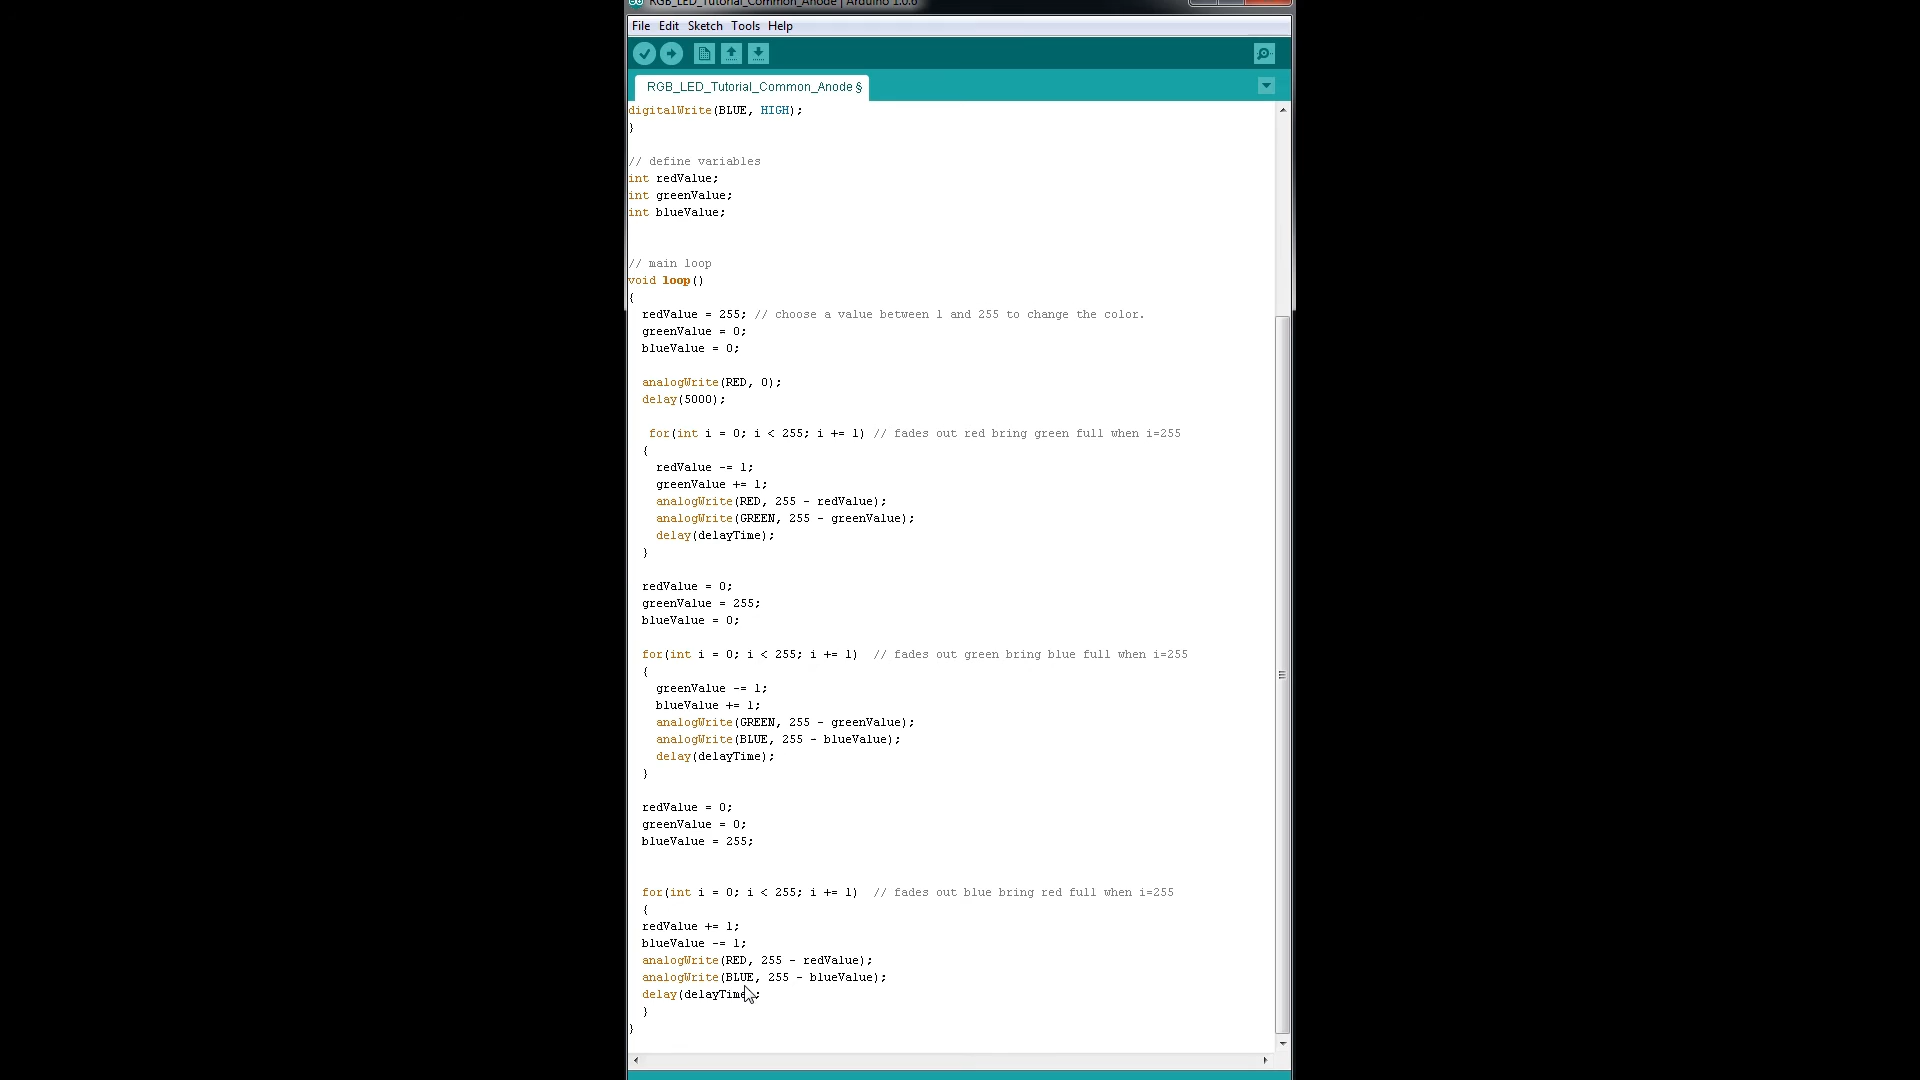 RGB_LED_Tutorial_Common_Anode | Arduino 1.0.6
File Edit Sketch Tools Help
RGB_LED_Tutorial_Common_Anode §
digitalWrite(BLUE, HIGH);
}
// define variables
int redValue;
int greenValue;
int blueValue;
// main loop
void loop()
{
redValue = 255; // choose a value between 1 and 255 to change the color.
greenValue = 0;
blueValue = 0;
analogWrite(RED, 0);
delay(5000);
for(int i = 0; i < 255; i += 1) // fades out red bring green full when i=255
{
redValue -= 1;
greenValue += 1;
analogWrite(RED, 255 - redValue);
analogWrite(GREEN, 255 - greenValue);
delay(delayTime);
}
redValue = 0;
greenValue = 255;
blueValue = 0;
for(int i = 0; i < 255; i += 1) // fades out green bring blue full when i=255
{
greenValue -= 1;
blueValue += 1;
analogWrite(GREEN, 255 - greenValue);
analogWrite(BLUE, 255 - blueValue);
delay(delayTime);
}
redValue = 0;
greenValue = 0;
blueValue = 255;
for(int i = 0; i < 255; i += 1) // fades out blue bring red full when i=255
{
redValue += 1;
blueValue -= 1;
analogWrite(RED, 255 - redValue);
analogWrite(BLUE, 255 - blueValue);
delay(delayTime);
}
}